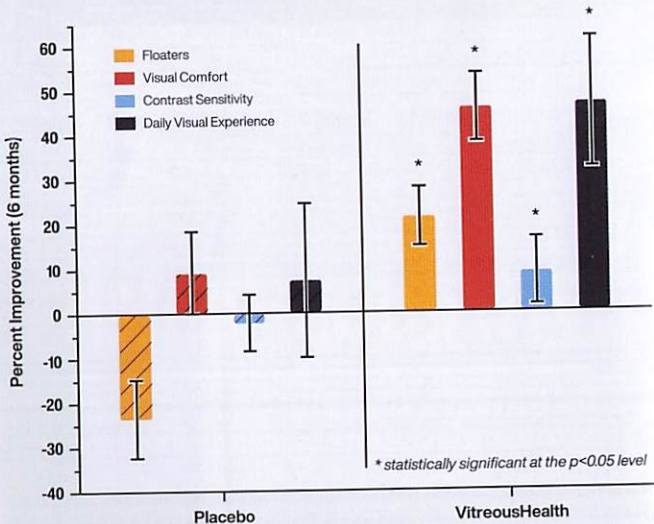 Percent Improvement (6 months)
60
50
40
30
20
10
0
-10
-20
-30
-40
Floaters
Visual Comfort
Contrast Sensitivity
Daily Visual Experience
*
*
*
*
* statistically significant at the p<0.05 level
Placebo
VitreousHealth